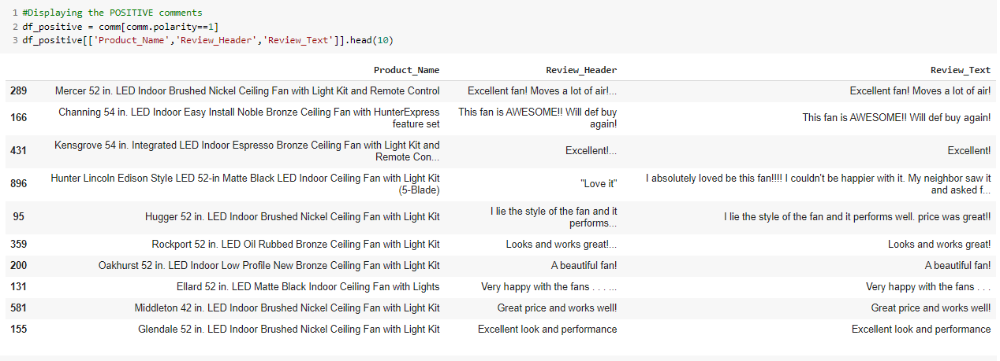 1 #Displaying the POSITIVE comments
2 df_positive = comm[comm.polarity==1]
3 df_positive[['Product_Name','Review_Header','Review_Text']].head(10)
Product_Name Review_Header Review_Text
289 Mercer 52 in. LED Indoor Brushed Nickel Ceiling Fan with Light Kit and Remote Control Excellent fan! Moves a lot of air!... Excellent fan! Moves a lot of air!
166 Channing 54 in. LED Indoor Easy Install Noble Bronze Ceiling Fan with HunterExpress
feature set This fan is AWESOME!! Will def buy
again! This fan is AWESOME!! Will def buy again!
431 Kensgrove 54 in. Integrated LED Indoor Espresso Bronze Ceiling Fan with Light Kit and
Remote Con... Excellent!... Excellent!
896 Hunter Lincoln Edison Style LED 52-in Matte Black LED Indoor Ceiling Fan with Light Kit
(5-Blade) "Love it" I absolutely loved be this fan!!!! I couldn't be happier with it. My neighbor saw it
and asked f...
95 Hugger 52 in. LED Indoor Brushed Nickel Ceiling Fan with Light Kit I lie the style of the fan and it
performs... I lie the style of the fan and it performs well. price was great!!
359 Rockport 52 in. LED Oil Rubbed Bronze Ceiling Fan with Light Kit Looks and works great!... Looks and works great!
200 Oakhurst 52 in. LED Indoor Low Profile New Bronze Ceiling Fan with Light Kit A beautiful fan! A beautiful fan!
131 Ellard 52 in. LED Matte Black Indoor Ceiling Fan with Lights Very happy with the fans . . . ... Very happy with the fans . . .
581 Middleton 42 in. LED Indoor Brushed Nickel Ceiling Fan with Light Kit Great price and works well! Great price and works well!
155 Glendale 52 in. LED Indoor Brushed Nickel Ceiling Fan with Light Kit Excellent look and performance Excellent look and performance